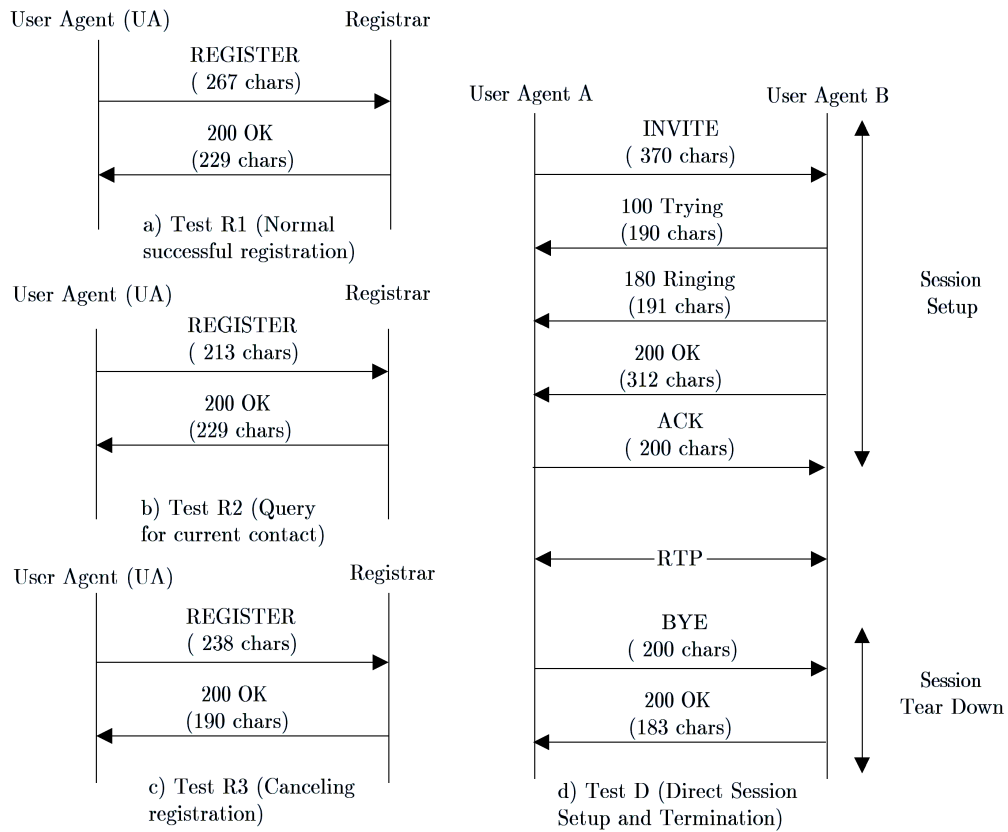 User Agent (UA)
Registrar
REGISTER
( 267 chars)
200 OK
(229 chars)
a) Test R1 (Normal
successful registration)
User Agent (UA)
Registrar
REGISTER
( 213 chars)
200 OK
(229 chars)
b) Test R2 (Query
for current contact)
User Agent (UA)
Registrar
REGISTER
( 238 chars)
200 OK
(190 chars)
c) Test R3 (Canceling
registration)
User Agent A
User Agent B
INVITE
( 370 chars)
100 Trying
(190 chars)
180 Ringing
(191 chars)
200 OK
(312 chars)
ACK
( 200 chars)
Session
Setup
RTP
BYE
( 200 chars)
200 OK
(183 chars)
Session
Tear Down
d) Test D (Direct Session
Setup and Termination)